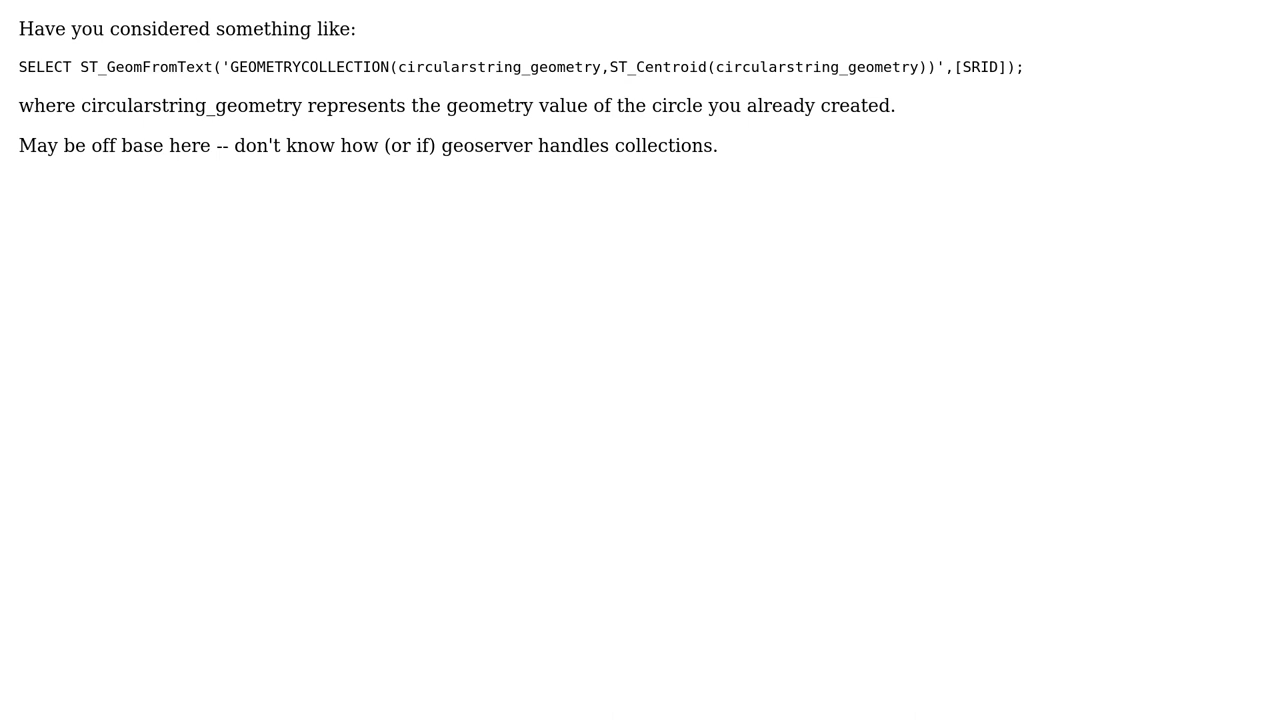 Have you considered something like:
SELECT ST_GeomFromText('GEOMETRYCOLLECTION(circularstring_geometry,ST_Centroid(circularstring_geometry))',[SRID]);
where circularstring_geometry represents the geometry value of the circle you already created.
May be off base here -- don't know how (or if) geoserver handles collections.